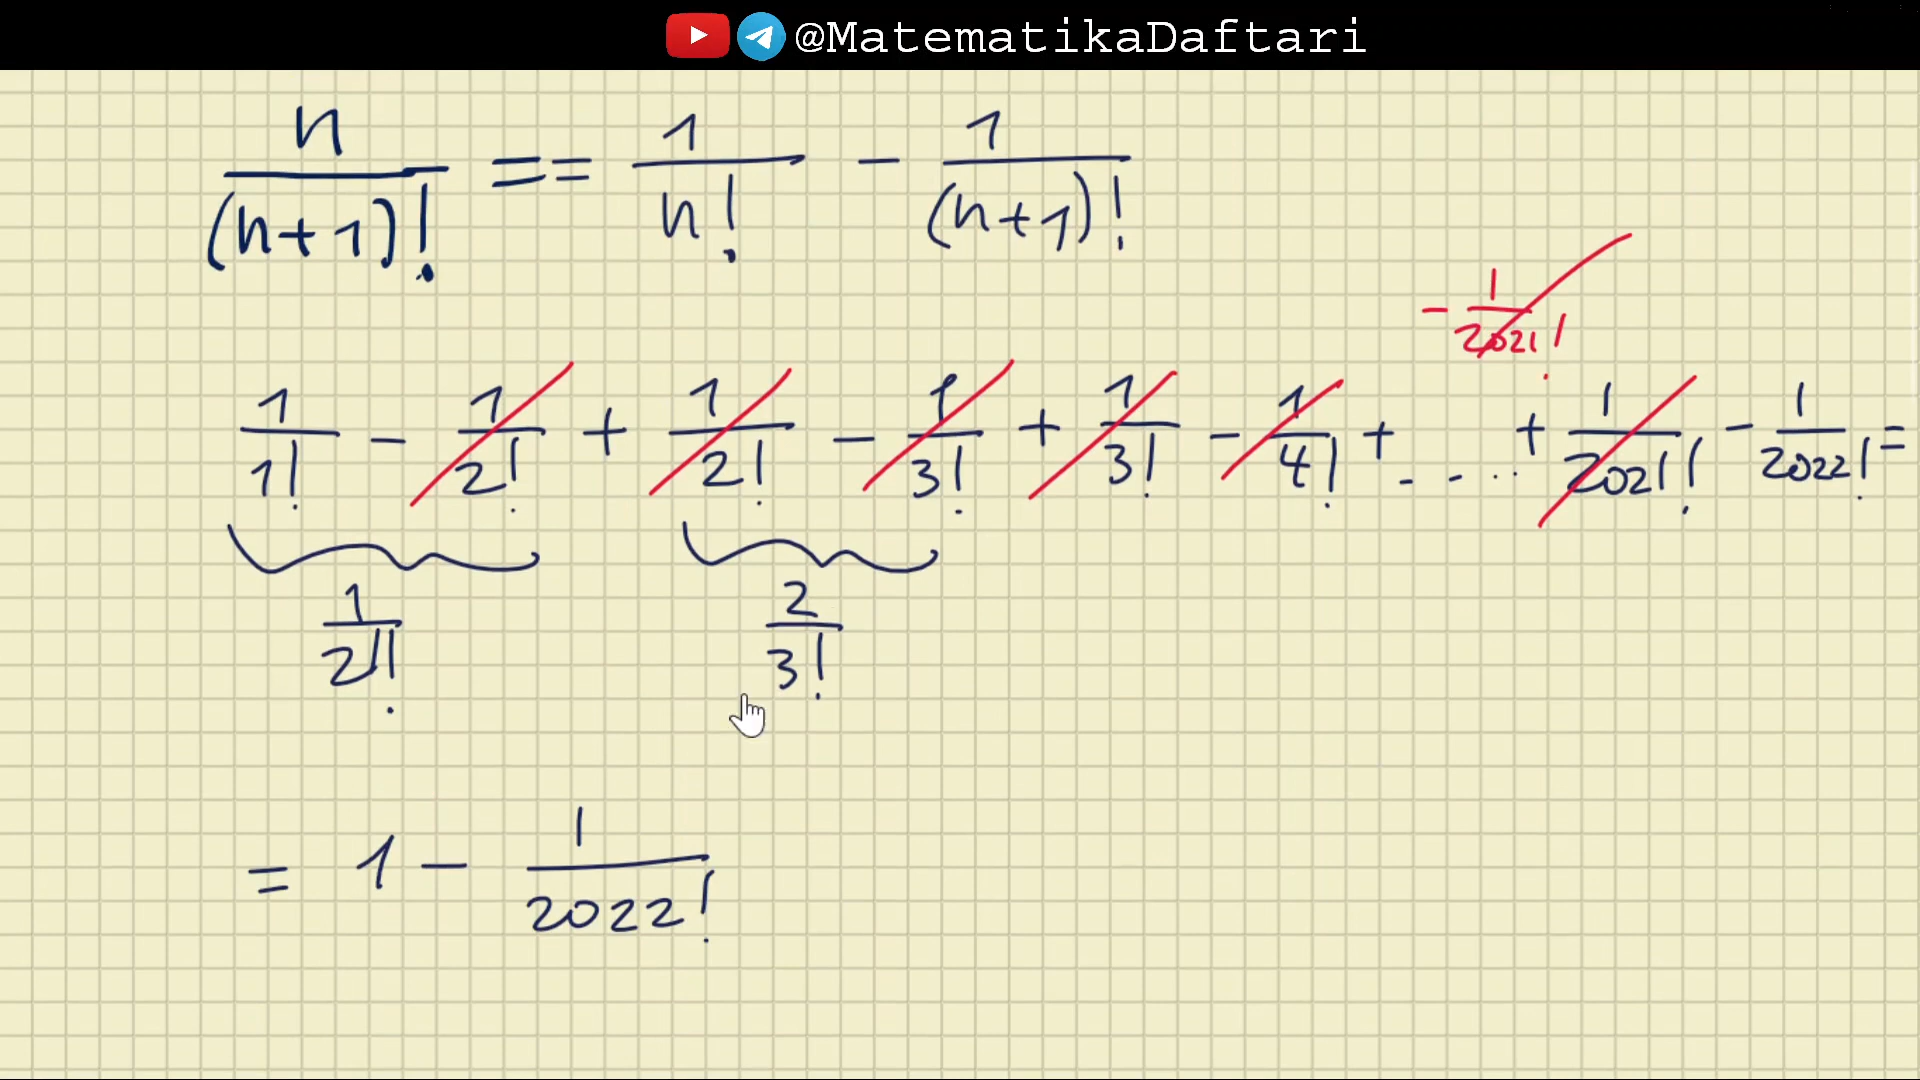 @MatematikaDaftari
n/(n+1)! == 1/n! - 1/(n+1)!
- 1/2021!
1/1! - 1/2! + 1/2! - 1/3! + 1/3! - 1/4! + ..... + 1/2021! - 1/2022! =
1/2!! 2/3!
= 1 - 1/2022!